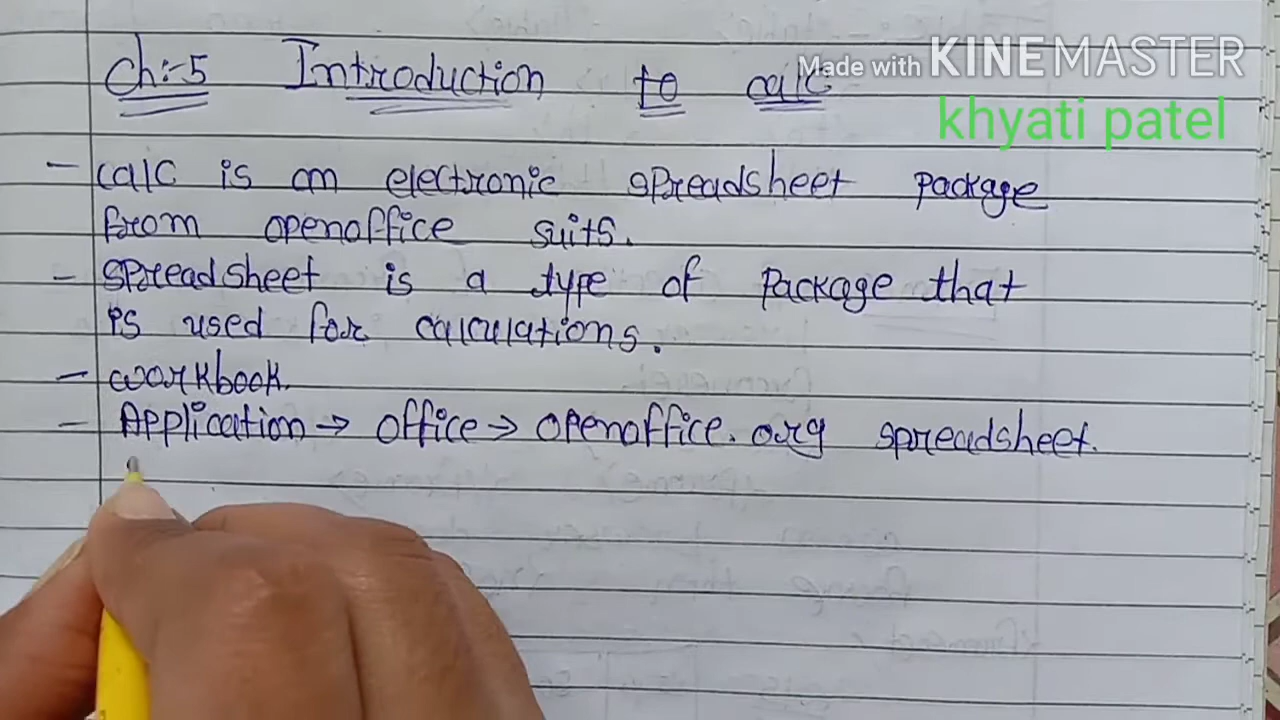 Ch:-5 Introduction to calc
Made with KINEMASTER
khyati patel
- calc is an electronic spreadsheet package
from openoffice suits.
- spreadsheet is a type of package that
is used for calculations.
- workbook.
- Application → office → openoffice.org spreadsheet.